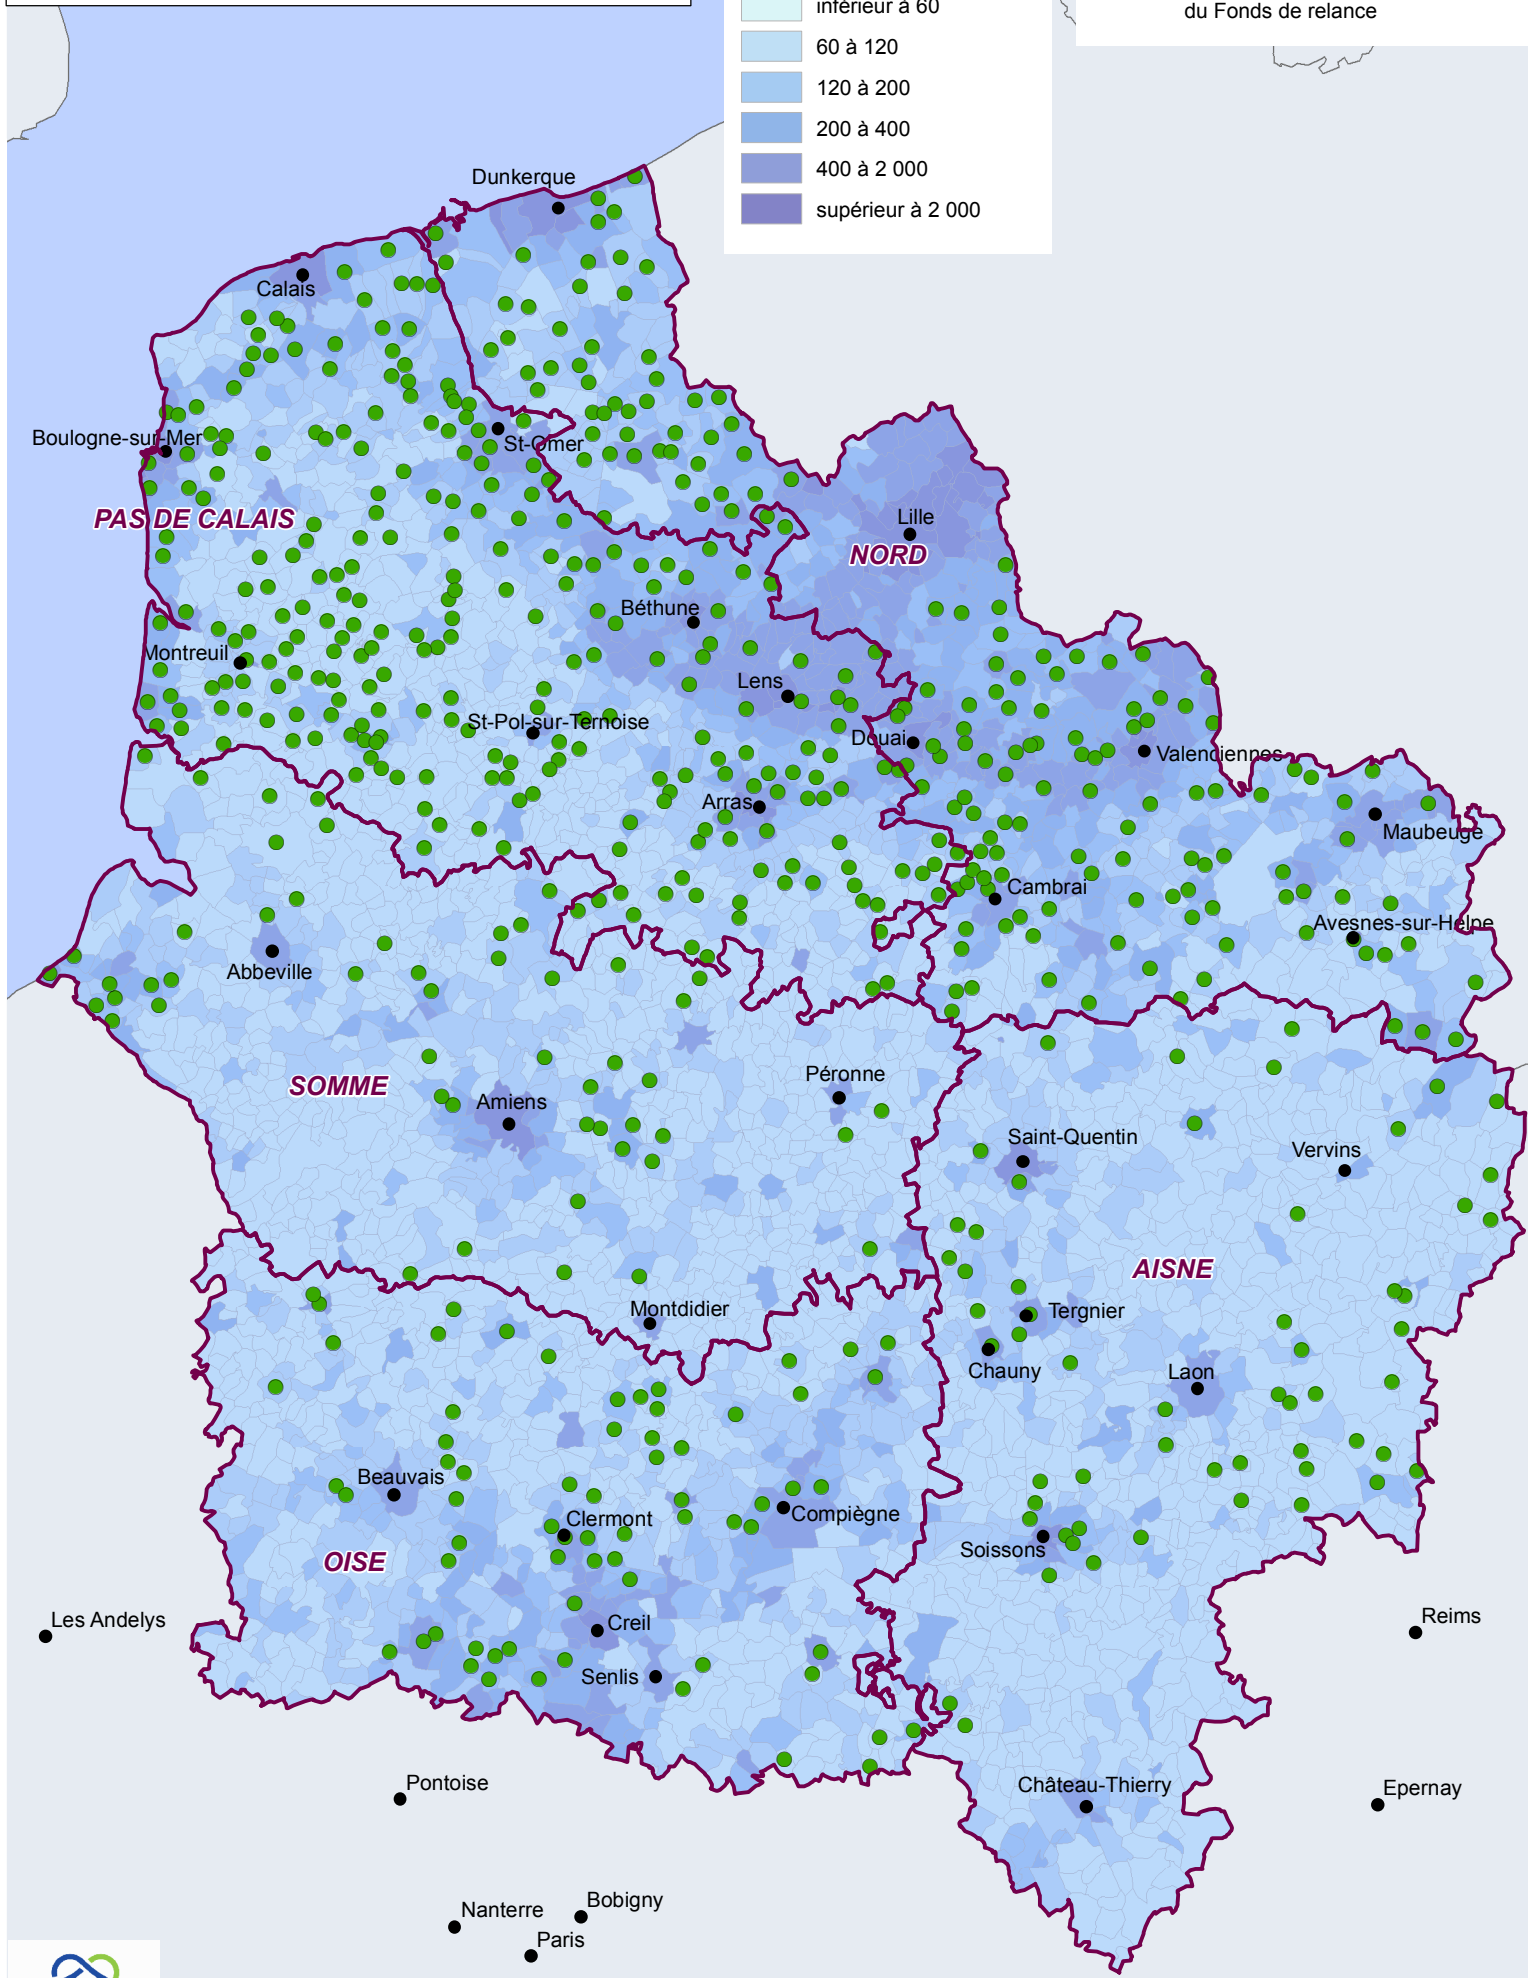 inférieur à 60
60 à 120
120 à 200
200 à 400
400 à 2 000
supérieur à 2 000
du Fonds de relance
Dunkerque
Calais
Boulogne-sur-Mer
St-Omer
PAS DE CALAIS
Lille
NORD
Béthune
Montreuil
Lens
St-Pol-sur-Ternoise
Douai
Valenciennes
Arras
Maubeuge
Cambrai
Avesnes-sur-Helpe
Abbeville
SOMME
Péronne
Amiens
Saint-Quentin
Vervins
AISNE
Montdidier
Tergnier
Chauny
Laon
Beauvais
Compiègne
Clermont
Soissons
OISE
Les Andelys
Creil
Reims
Senlis
Pontoise
Château-Thierry
Epernay
Nanterre
Bobigny
Paris